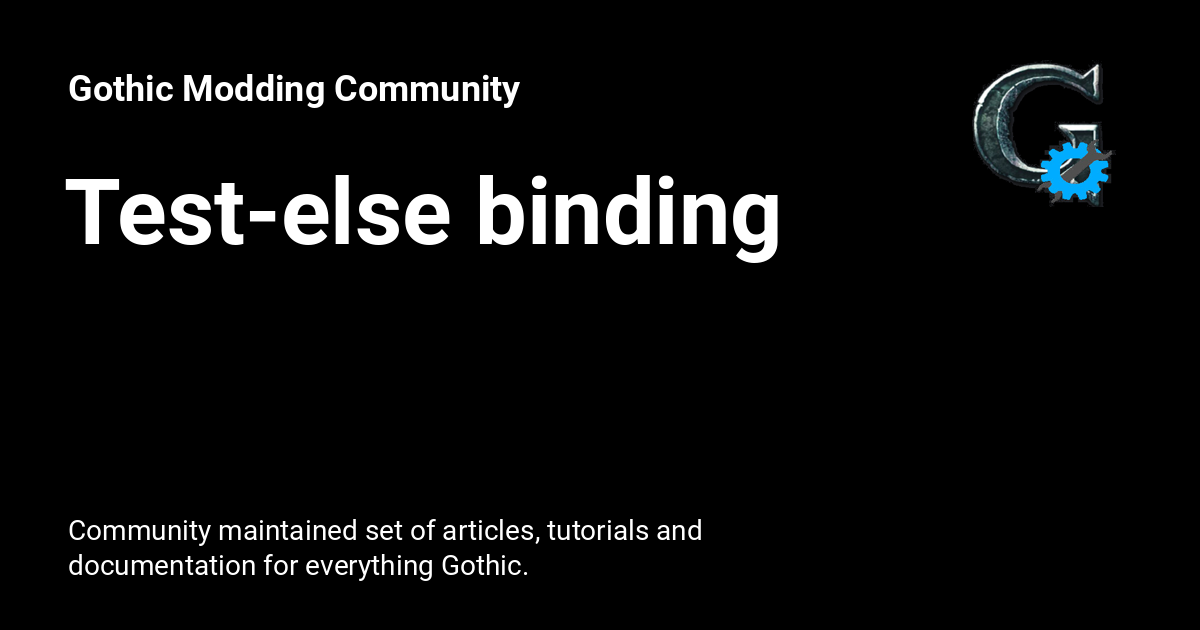 Gothic Modding Community
Test-else binding
Community maintained set of articles, tutorials and
documentation for everything Gothic.